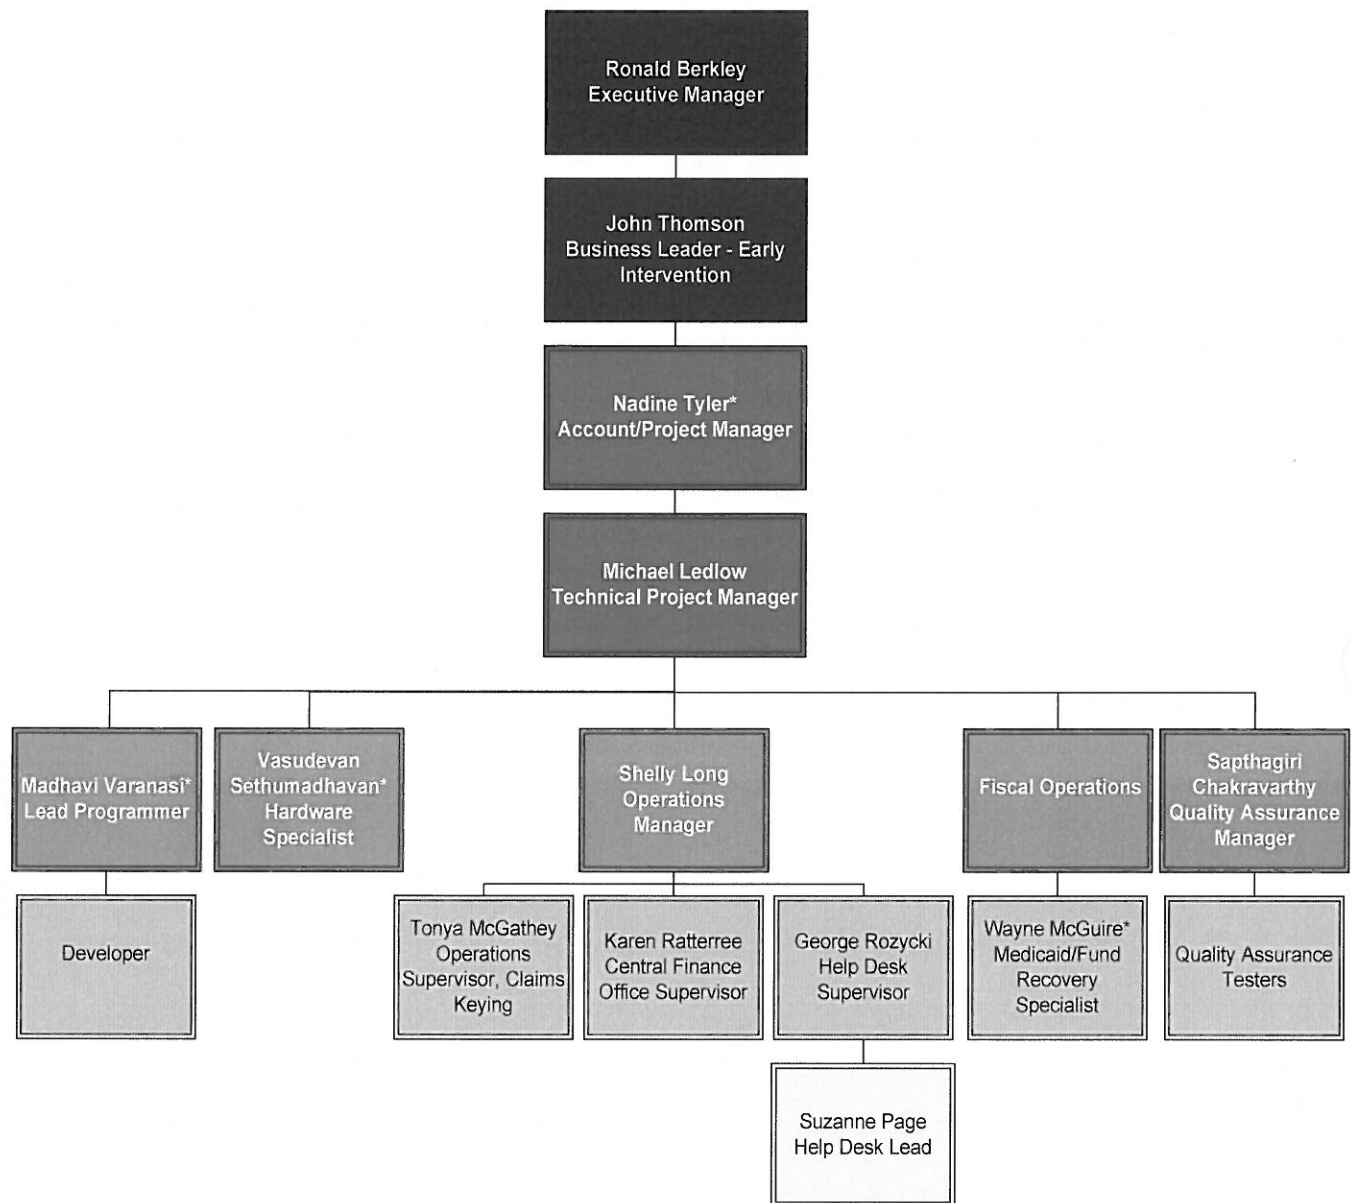 Ronald Berkley
Executive Manager
John Thomson
Business Leader - Early
Intervention
Nadine Tyler*
Account/Project Manager
Michael Ledlow
Technical Project Manager
Madhavi Varanasi*
Lead Programmer
Vasudevan
Sethumadhavan*
Hardware
Specialist
Shelly Long
Operations
Manager
Fiscal Operations
Sapthagiri
Chakravarthy
Quality Assurance
Manager
Developer
Tonya McGathey
Operations
Supervisor, Claims
Keying
Karen Ratterree
Central Finance
Office Supervisor
George Rozycki
Help Desk
Supervisor
Wayne McGuire*
Medicaid/Fund
Recovery
Specialist
Quality Assurance
Testers
Suzanne Page
Help Desk Lead